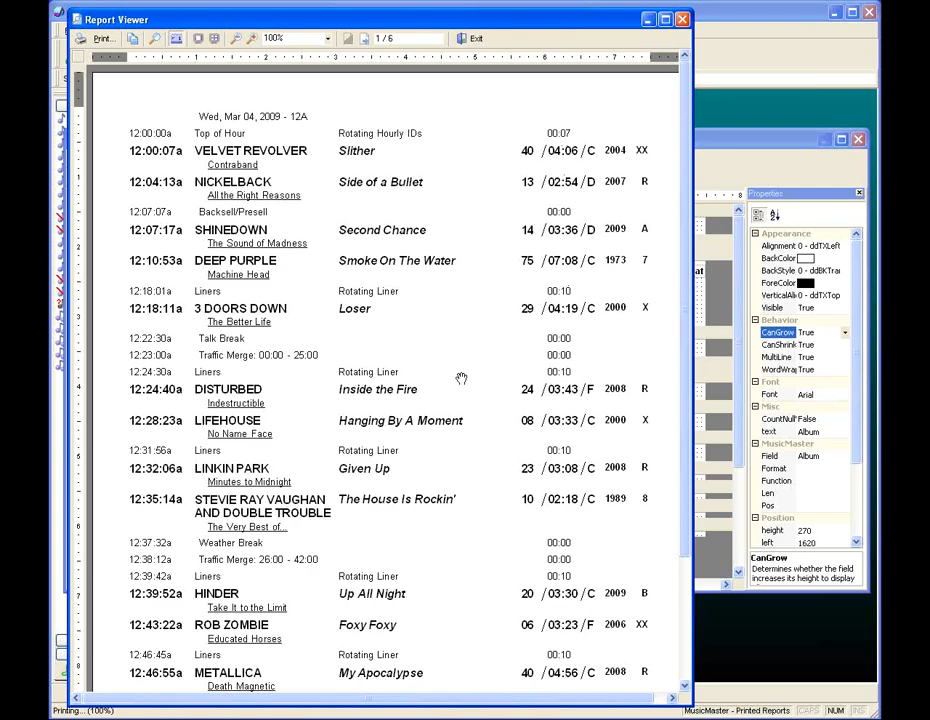 Report Viewer
Print... 100% 1 / 6 Exit
1 2 3 4 5 6 7
Wed, Mar 04, 2009 - 12A
12:00:00a Top of Hour Rotating Hourly IDs 00:07
12:00:07a VELVET REVOLVER Slither 40 /04:06/C 2004 XX
Contraband
12:04:13a NICKELBACK Side of a Bullet 13 /02:54/D 2007 R
All the Right Reasons
12:07:07a Backsell/Presell 00:00
12:07:17a SHINEDOWN Second Chance 14 /03:36/D 2009 A
The Sound of Madness
12:10:53a DEEP PURPLE Smoke On The Water 75 /07:08/C 1973 7
Machine Head
12:18:01a Liners Rotating Liner 00:10
12:18:11a 3 DOORS DOWN Loser 29 /04:19/C 2000 X
The Better Life
12:22:30a Talk Break 00:00
12:23:00a Traffic Merge: 00:00 - 25:00 00:00
12:24:30a Liners Rotating Liner 00:10
12:24:40a DISTURBED Inside the Fire 24 /03:43/F 2008 R
Indestructible
12:28:23a LIFEHOUSE Hanging By A Moment 08 /03:33/C 2000 X
No Name Face
12:31:56a Liners Rotating Liner 00:10
12:32:06a LINKIN PARK Given Up 23 /03:08/C 2008 R
Minutes to Midnight
12:35:14a STEVIE RAY VAUGHAN The House Is Rockin' 10 /02:18/C 1989 8
AND DOUBLE TROUBLE
The Very Best of...
12:37:32a Weather Break 00:00
12:38:12a Traffic Merge: 26:00 - 42:00 00:00
12:39:42a Liners Rotating Liner 00:10
12:39:52a HINDER Up All Night 20 /03:30/C 2009 B
Take It to the Limit
12:43:22a ROB ZOMBIE Foxy Foxy 06 /03:23/F 2006 XX
Educated Horses
12:46:45a Liners Rotating Liner 00:10
12:46:55a METALLICA My Apocalypse 40 /04:56/C 2008 R
Death Magnetic
Properties
Appearance
Alignment 0 - ddTXLeft
BackColor
BackStyle 0 - ddBKTrar
ForeColor
VerticalAli 0 - ddTXTop
Visible True
Behavior
CanGrow True
CanShrink True
MultiLine True
WordWrap True
Font
Font Arial
Misc
CountNull False
text Album
MusicMaster
Field Album
Format
Function
Len
Pos
Position
height 270
left 1620
CanGrow
Determines whether the field
increases its height to display
Printing... (100%) MusicMaster - Printed Reports CAPS NUM INS